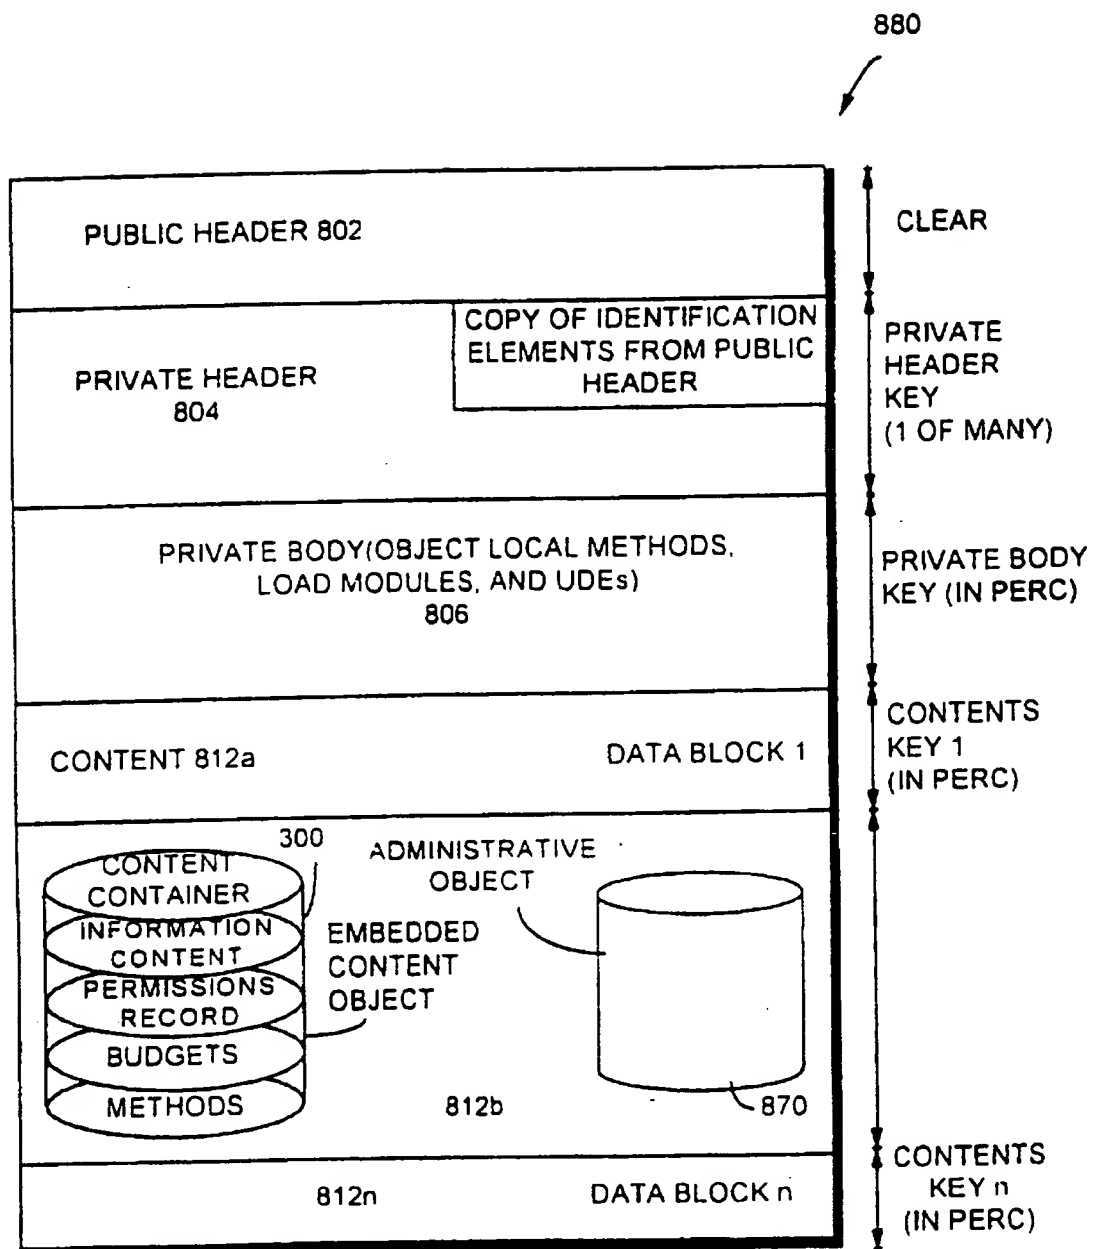 880
PUBLIC HEADER 802
CLEAR
PRIVATE HEADER
804
COPY OF IDENTIFICATION
ELEMENTS FROM PUBLIC
HEADER
PRIVATE
HEADER
KEY
(1 OF MANY)
PRIVATE BODY(OBJECT LOCAL METHODS,
LOAD MODULES, AND UDEs)
806
PRIVATE BODY
KEY (IN PERC)
CONTENT 812a
DATA BLOCK 1
CONTENTS
KEY 1
(IN PERC)
300
CONTENT
CONTAINER
INFORMATION
CONTENT
PERMISSIONS
RECORD
BUDGETS
METHODS
EMBEDDED
CONTENT
OBJECT
ADMINISTRATIVE
OBJECT
812b
870
812n
DATA BLOCK n
CONTENTS
KEY n
(IN PERC)